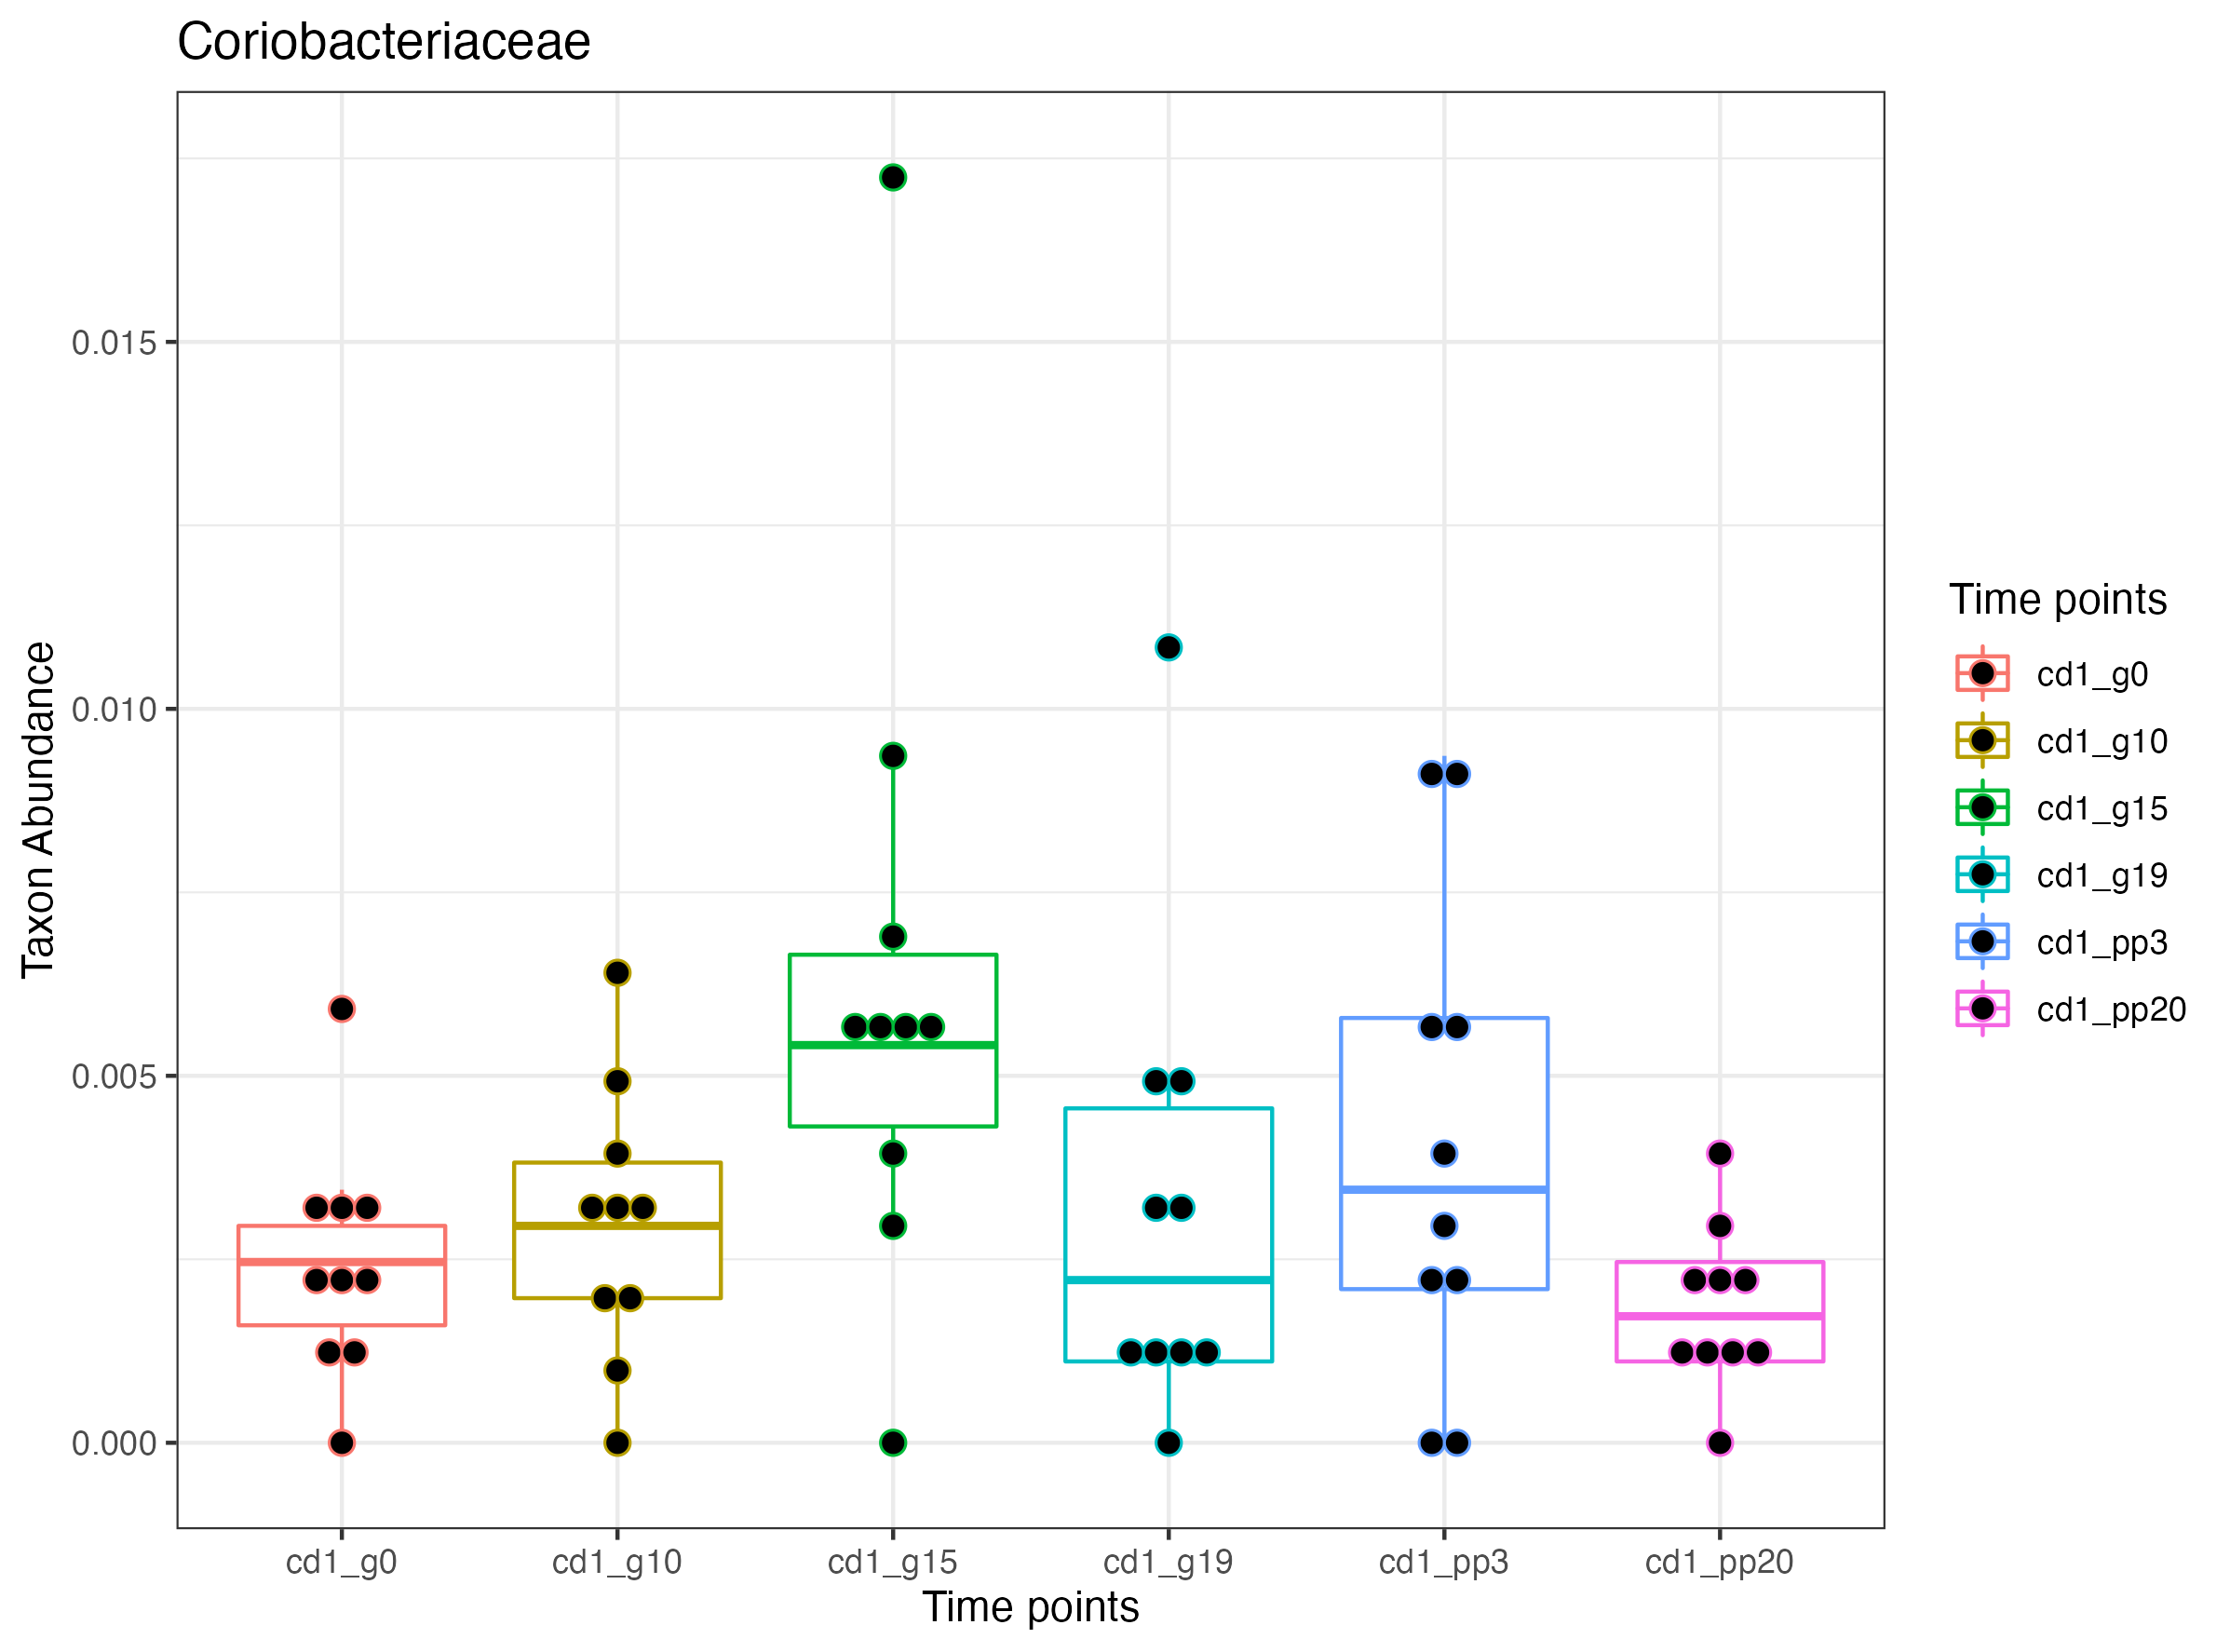 Coriobacteriaceae
Taxon Abundance
0.015
0.010
0.005
0.000
cd1_g0 cd1_g10 cd1_g15 cd1_g19 cd1_pp3 cd1_pp20
Time points
Time points
cd1_g0
cd1_g10
cd1_g15
cd1_g19
cd1_pp3
cd1_pp20